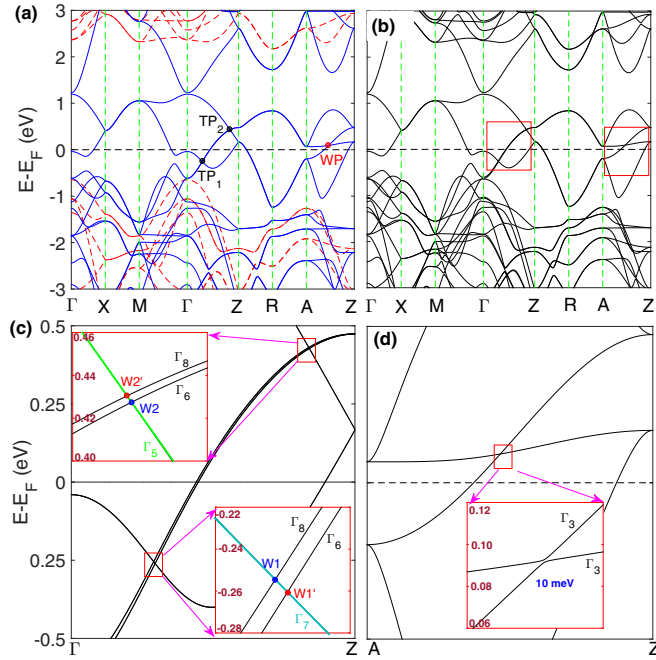 (a)
(b)
E-E_F (eV)
3
2
1
0
-1
-2
-3
TP_2
TP_1
WP
Γ X M Γ Z R A Z
Γ X M Γ Z R A Z
(c)
(d)
E-E_F (eV)
0.5
0.25
0
0.25
-0.5
0.46
0.44
0.42
0.40
Γ_8
Γ_6
W2'
W2
Γ_5
-0.22
-0.24
-0.26
-0.28
Γ_8
Γ_6
W1
W1'
Γ_7
0.12
0.10
0.08
0.06
Γ_3
Γ_3
10 meV
Γ Z
A Z